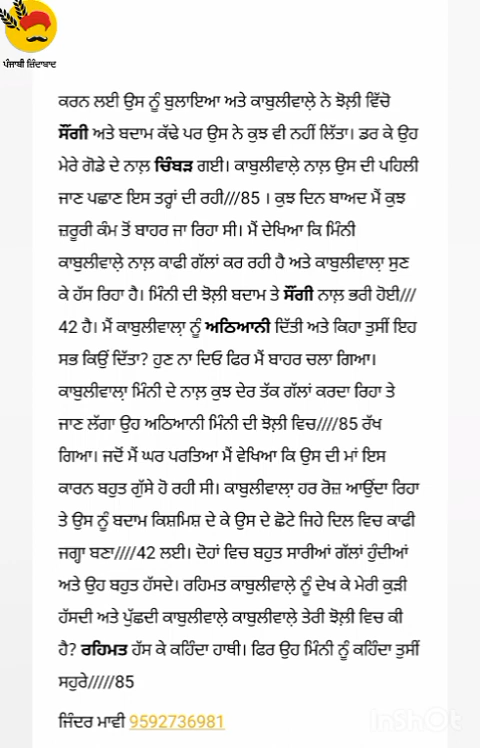 ਪੰਜਾਬੀ ਜ਼ਿੰਦਾਬਾਦ
ਕਰਨ ਲਈ ਉਸ ਨੂੰ ਬੁਲਾਇਆ ਅਤੇ ਕਾਬੁਲੀਵਾਲ਼ੇ ਨੇ ਝੋਲ਼ੀ ਵਿੱਚੋ
ਸੌਂਗੀ ਅਤੇ ਬਦਾਮ ਕੱਢੇ ਪਰ ਉਸ ਨੇ ਕੁਝ ਵੀ ਨਹੀਂ ਲਿੱਤਾ। ਡਰ ਕੇ ਉਹ
ਮੇਰੇ ਗੋਡੇ ਦੇ ਨਾਲ਼ ਚਿੰਬੜ ਗਈ। ਕਾਬੁਲੀਵਾਲ਼ੇ ਨਾਲ਼ ਉਸ ਦੀ ਪਹਿਲੀ
ਜਾਣ ਪਛਾਣ ਇਸ ਤਰ੍ਹਾਂ ਦੀ ਰਹੀ///85 । ਕੁਝ ਦਿਨ ਬਾਅਦ ਮੈਂ ਕੁਝ
ਜ਼ਰੂਰੀ ਕੰਮ ਤੋਂ ਬਾਹਰ ਜਾ ਰਿਹਾ ਸੀ। ਮੈਂ ਦੇਖਿਆ ਕਿ ਮਿੰਨੀ
ਕਾਬੁਲੀਵਾਲ਼ੇ ਨਾਲ਼ ਕਾਫੀ ਗੱਲਾਂ ਕਰ ਰਹੀ ਹੈ ਅਤੇ ਕਾਬੁਲੀਵਾਲ਼ਾ ਸੁਣ
ਕੇ ਹੱਸ ਰਿਹਾ ਹੈ। ਮਿੰਨੀ ਦੀ ਝੋਲ਼ੀ ਬਦਾਮ ਤੇ ਸੌਂਗੀ ਨਾਲ਼ ਭਰੀ ਹੋਈ///
42 ਹੈ। ਮੈਂ ਕਾਬੁਲੀਵਾਲ਼ਾ ਨੂੰ ਅਠਿਆਨੀ ਦਿੱਤੀ ਅਤੇ ਕਿਹਾ ਤੁਸੀਂ ਇਹ
ਸਭ ਕਿਉਂ ਦਿੱਤਾ? ਹੁਣ ਨਾ ਦਿਓ ਫਿਰ ਮੈਂ ਬਾਹਰ ਚਲਾ ਗਿਆ।
ਕਾਬੁਲੀਵਾਲ਼ਾ ਮਿੰਨੀ ਦੇ ਨਾਲ਼ ਕੁਝ ਦੇਰ ਤੱਕ ਗੱਲਾਂ ਕਰਦਾ ਰਿਹਾ ਤੇ
ਜਾਣ ਲੱਗਾ ਉਹ ਅਠਿਆਨੀ ਮਿੰਨੀ ਦੀ ਝੋਲ਼ੀ ਵਿਚ////85 ਰੱਖ
ਗਿਆ। ਜਦੋਂ ਮੈਂ ਘਰ ਪਰਤਿਆ ਮੈਂ ਵੇਖਿਆ ਕਿ ਉਸ ਦੀ ਮਾਂ ਇਸ
ਕਾਰਨ ਬਹੁਤ ਗੁੱਸੇ ਹੋ ਰਹੀ ਸੀ। ਕਾਬੁਲੀਵਾਲ਼ਾ ਹਰ ਰੋਜ਼ ਆਉਂਦਾ ਰਿਹਾ
ਤੇ ਉਸ ਨੂੰ ਬਦਾਮ ਕਿਸ਼ਮਿਸ਼ ਦੇ ਕੇ ਉਸ ਦੇ ਛੋਟੇ ਜਿਹੇ ਦਿਲ ਵਿਚ ਕਾਫੀ
ਜਗ੍ਹਾ ਬਣਾ////42 ਲਈ। ਦੋਹਾਂ ਵਿਚ ਬਹੁਤ ਸਾਰੀਆਂ ਗੱਲਾਂ ਹੁੰਦੀਆਂ
ਅਤੇ ਉਹ ਬਹੁਤ ਹੱਸਦੇ। ਰਹਿਮਤ ਕਾਬੁਲੀਵਾਲ਼ੇ ਨੂੰ ਦੇਖ ਕੇ ਮੇਰੀ ਕੁੜੀ
ਹੱਸਦੀ ਅਤੇ ਪੁੱਛਦੀ ਕਾਬੁਲੀਵਾਲ਼ੇ ਕਾਬੁਲੀਵਾਲ਼ੇ ਤੇਰੀ ਝੋਲ਼ੀ ਵਿਚ ਕੀ
ਹੈ? ਰਹਿਮਤ ਹੱਸ ਕੇ ਕਹਿੰਦਾ ਹਾਥੀ। ਫਿਰ ਉਹ ਮਿੰਨੀ ਨੂੰ ਕਹਿੰਦਾ ਤੁਸੀਂ
ਸਹੁਰੇ/////85
ਜਿੰਦਰ ਮਾਵੀ 9592736981
InShOt